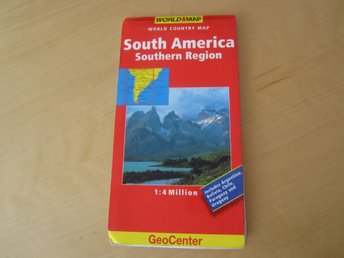 WORLD MAP
WORLD COUNTRY MAP
South America
Southern Region
1:4 Million
Includes Argentina,
Bolivia, Chile,
Paraguay and
Uruguay
GeoCenter